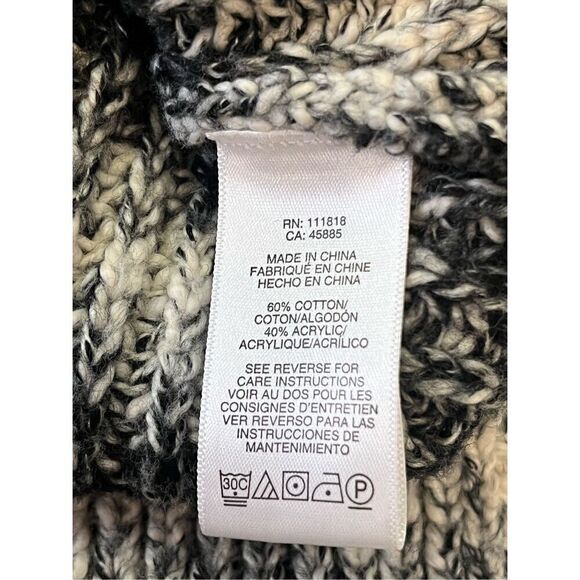 RN: 111818
CA: 45885
MADE IN CHINA
FABRIQUÉ EN CHINE
HECHO EN CHINA
60% COTTON/
COTON/ALGODÓN
40% ACRYLIC/
ACRYLIQUE/ACRÍLICO
SEE REVERSE FOR
CARE INSTRUCTIONS
VOIR AU DOS POUR LES
CONSIGNES D'ENTRETIEN
VER REVERSO PARA LAS
INSTRUCCIONES DE
MANTENIMIENTO
30C P